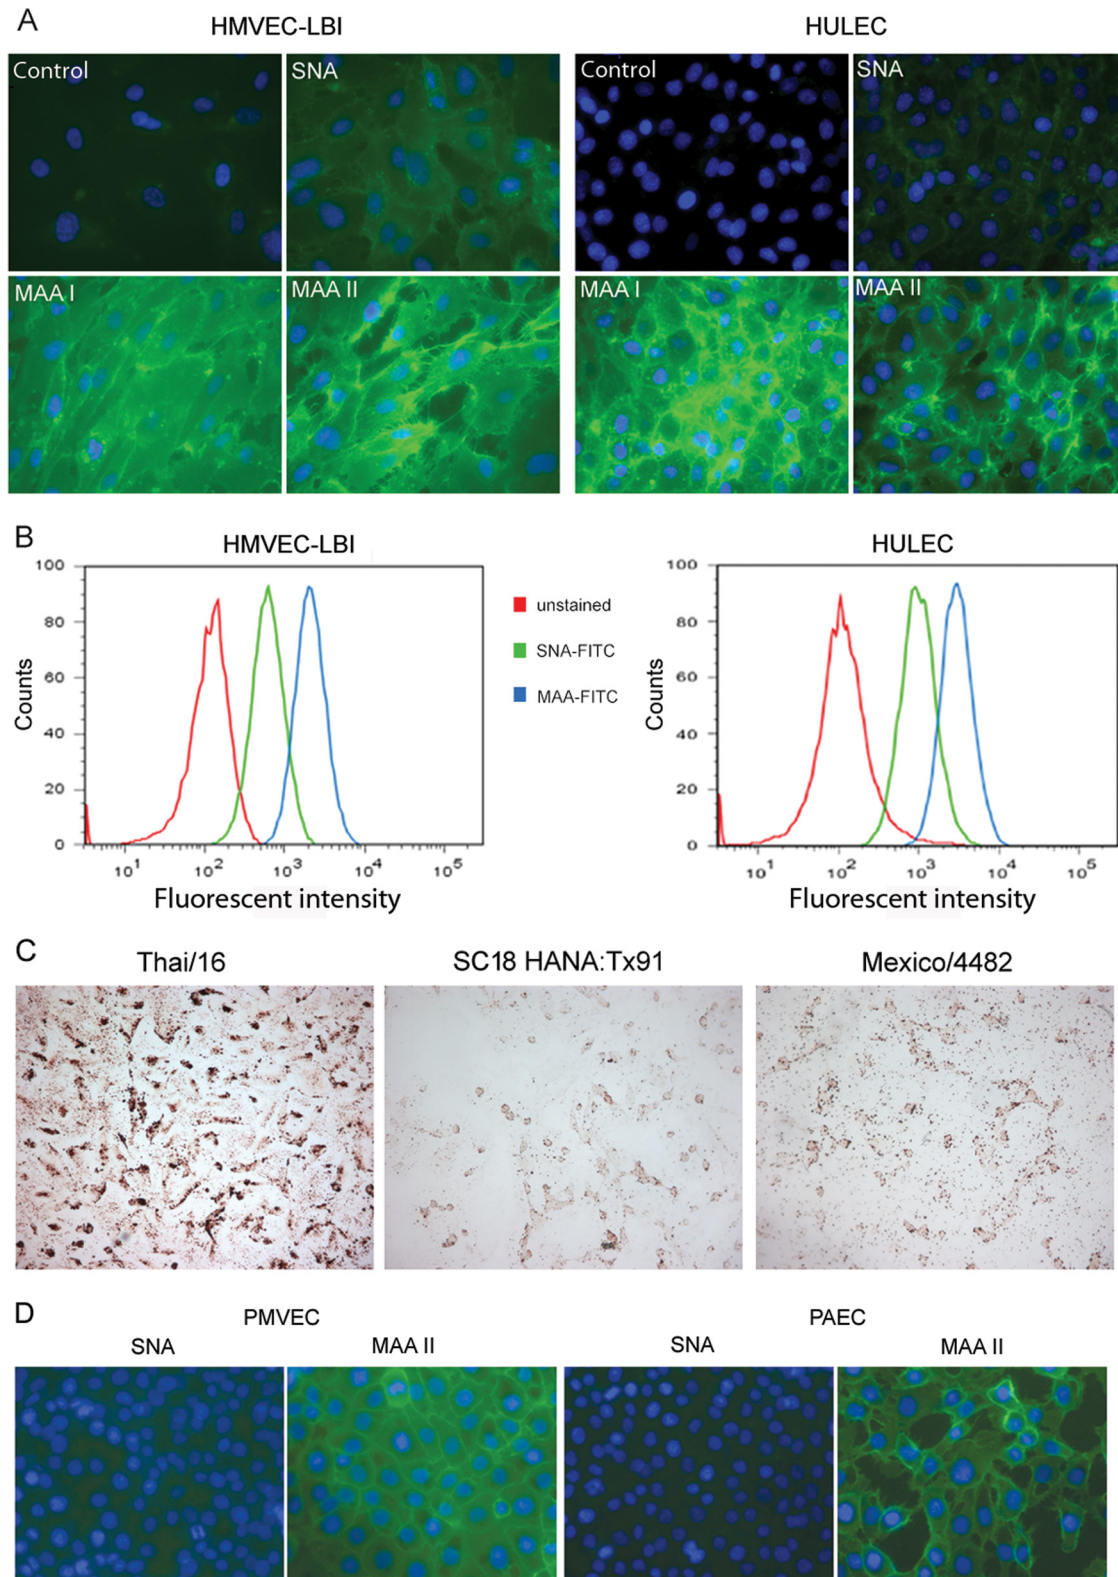 A
HMVEC-LBI
HULEC
Control
SNA
Control
SNA
MAA I
MAA II
MAA I
MAA II
B
HMVEC-LBI
HULEC
100
80
60
40
20
0
Counts
10¹ 10² 10³ 10⁴ 10⁵
Fluorescent intensity
unstained
SNA-FITC
MAA-FITC
100
80
60
40
20
0
Counts
10¹ 10² 10³ 10⁴ 10⁵
Fluorescent intensity
C
Thai/16
SC18 HANA:Tx91
Mexico/4482
D
PMVEC
PAEC
SNA
MAA II
SNA
MAA II